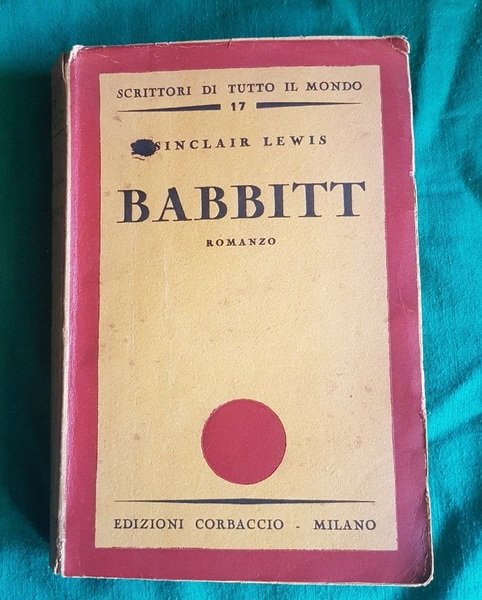 SCRITTORI DI TUTTO IL MONDO
17
SINCLAIR LEWIS
BABBITT
ROMANZO
EDIZIONI CORBACCIO - MILANO